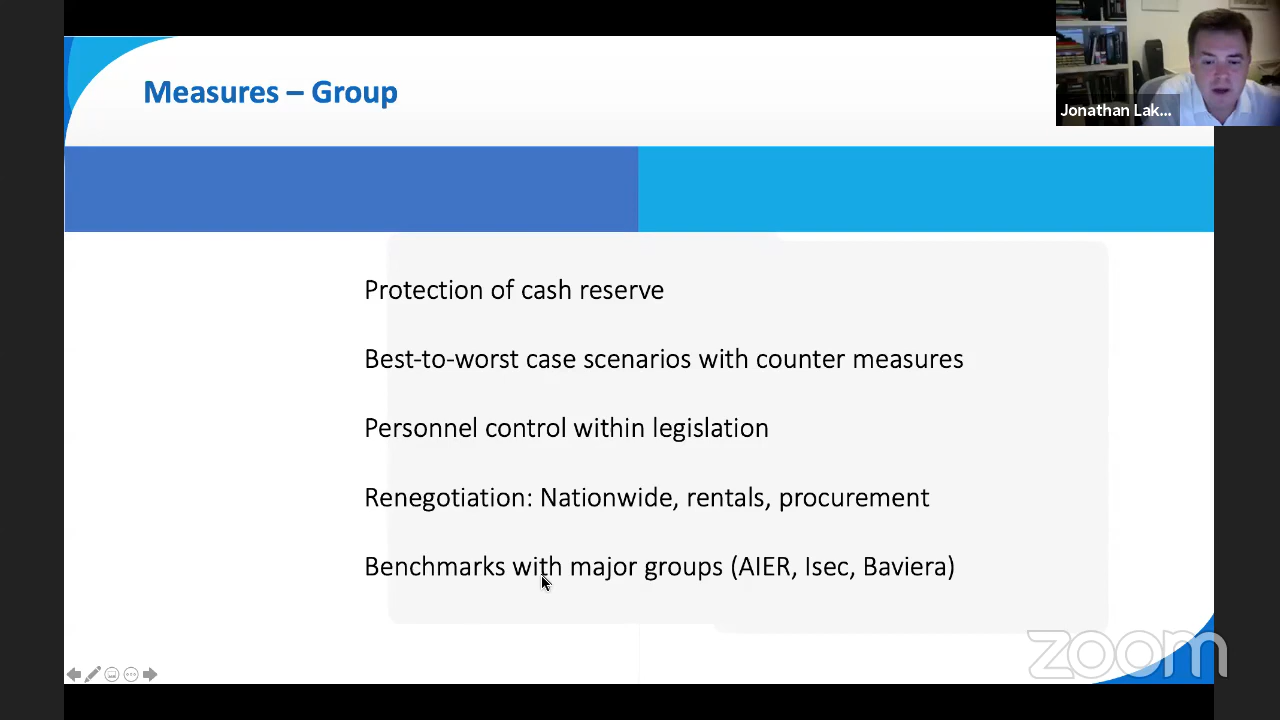 Measures – Group
Jonathan Lak...
Protection of cash reserve
Best-to-worst case scenarios with counter measures
Personnel control within legislation
Renegotiation: Nationwide, rentals, procurement
Benchmarks with major groups (AIER, Isec, Baviera)
zoom